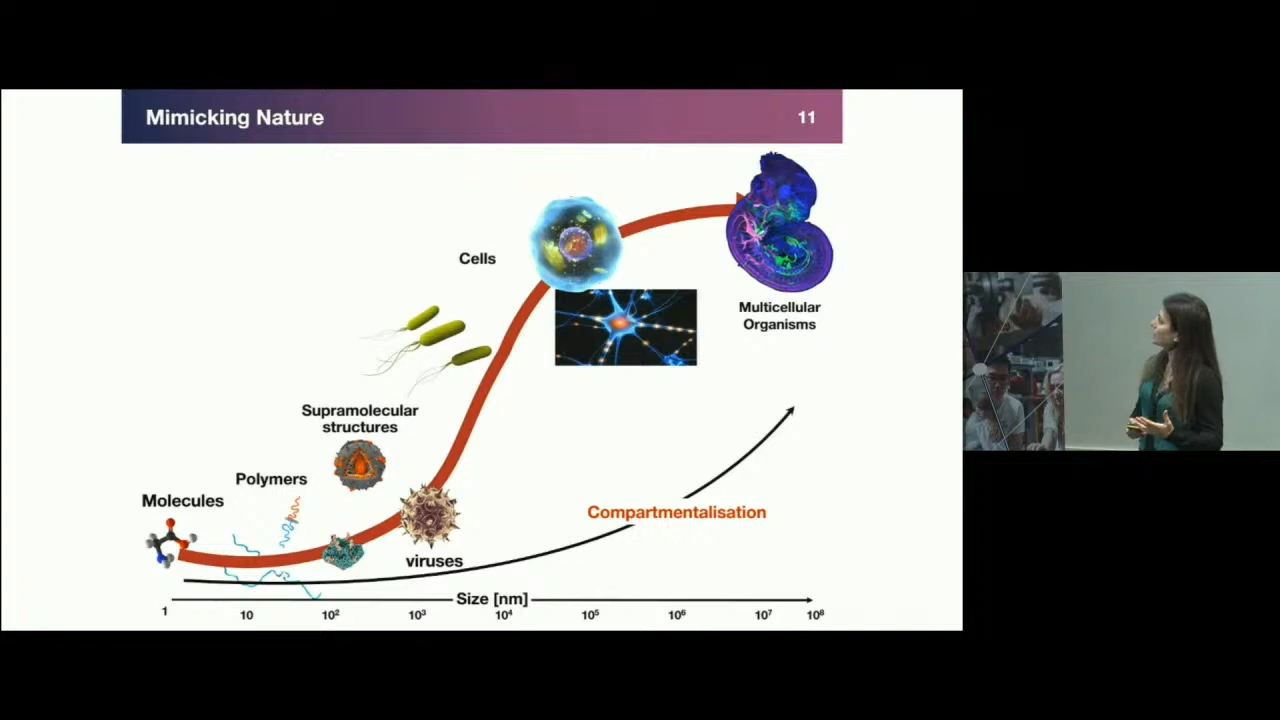 Mimicking Nature
11
Cells
Multicellular
Organisms
Supramolecular
structures
Polymers
Molecules
viruses
Compartmentalisation
Size [nm]
1
10
10²
10³
10⁴
10⁵
10⁶
10⁷
10⁸